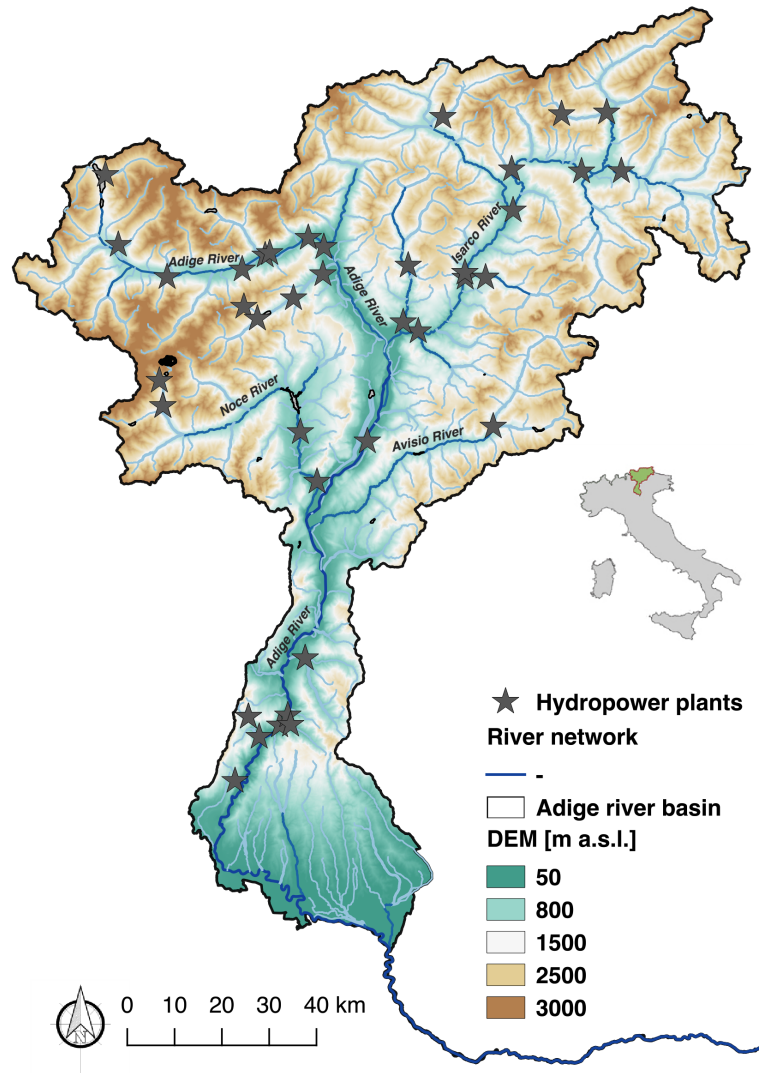 Adige River
Isarco River
Adige River
Noce River
Avisio River
Adige River
Hydropower plants
River network
-
Adige river basin
DEM [m a.s.l.]
50
800
1500
2500
3000
N
0 10 20 30 40 km